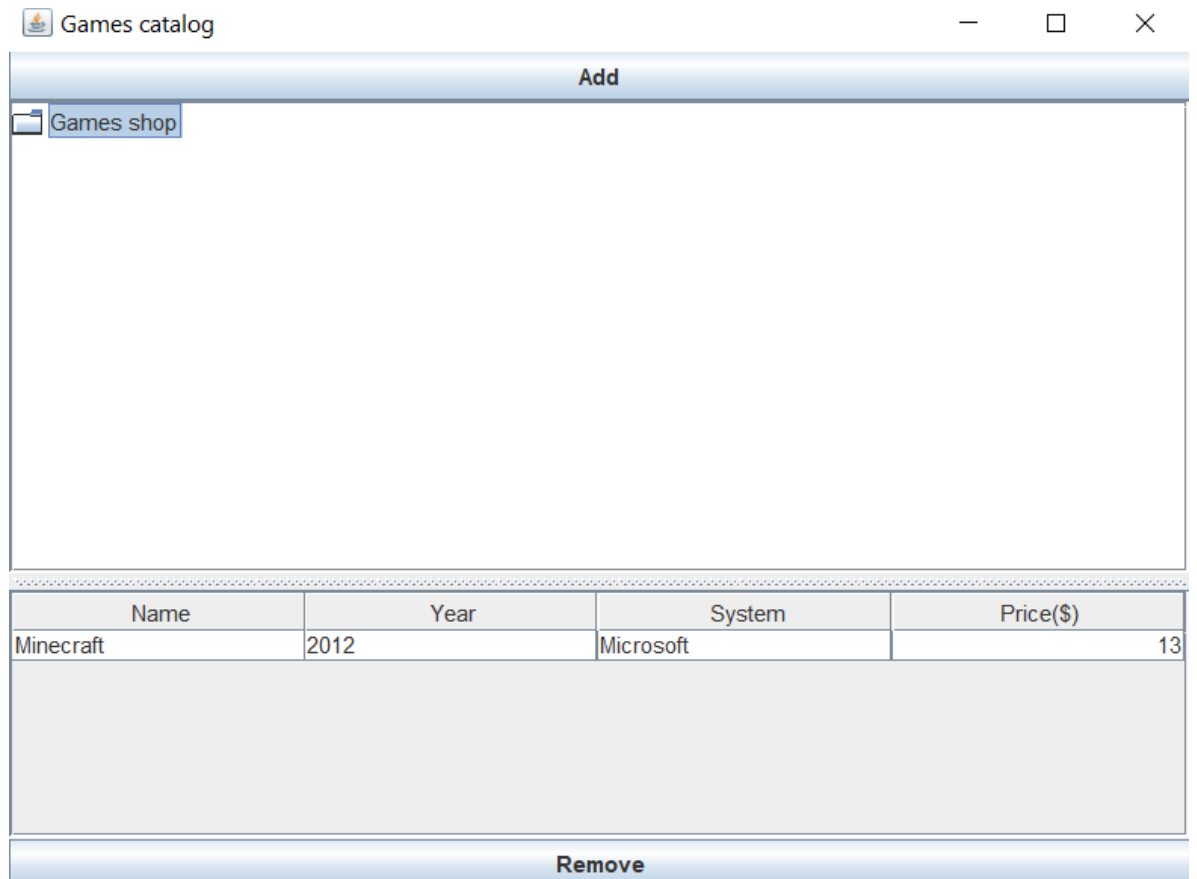 Games catalog
Add
Games shop
Name Year System Price($)
Minecraft 2012 Microsoft 13
Remove